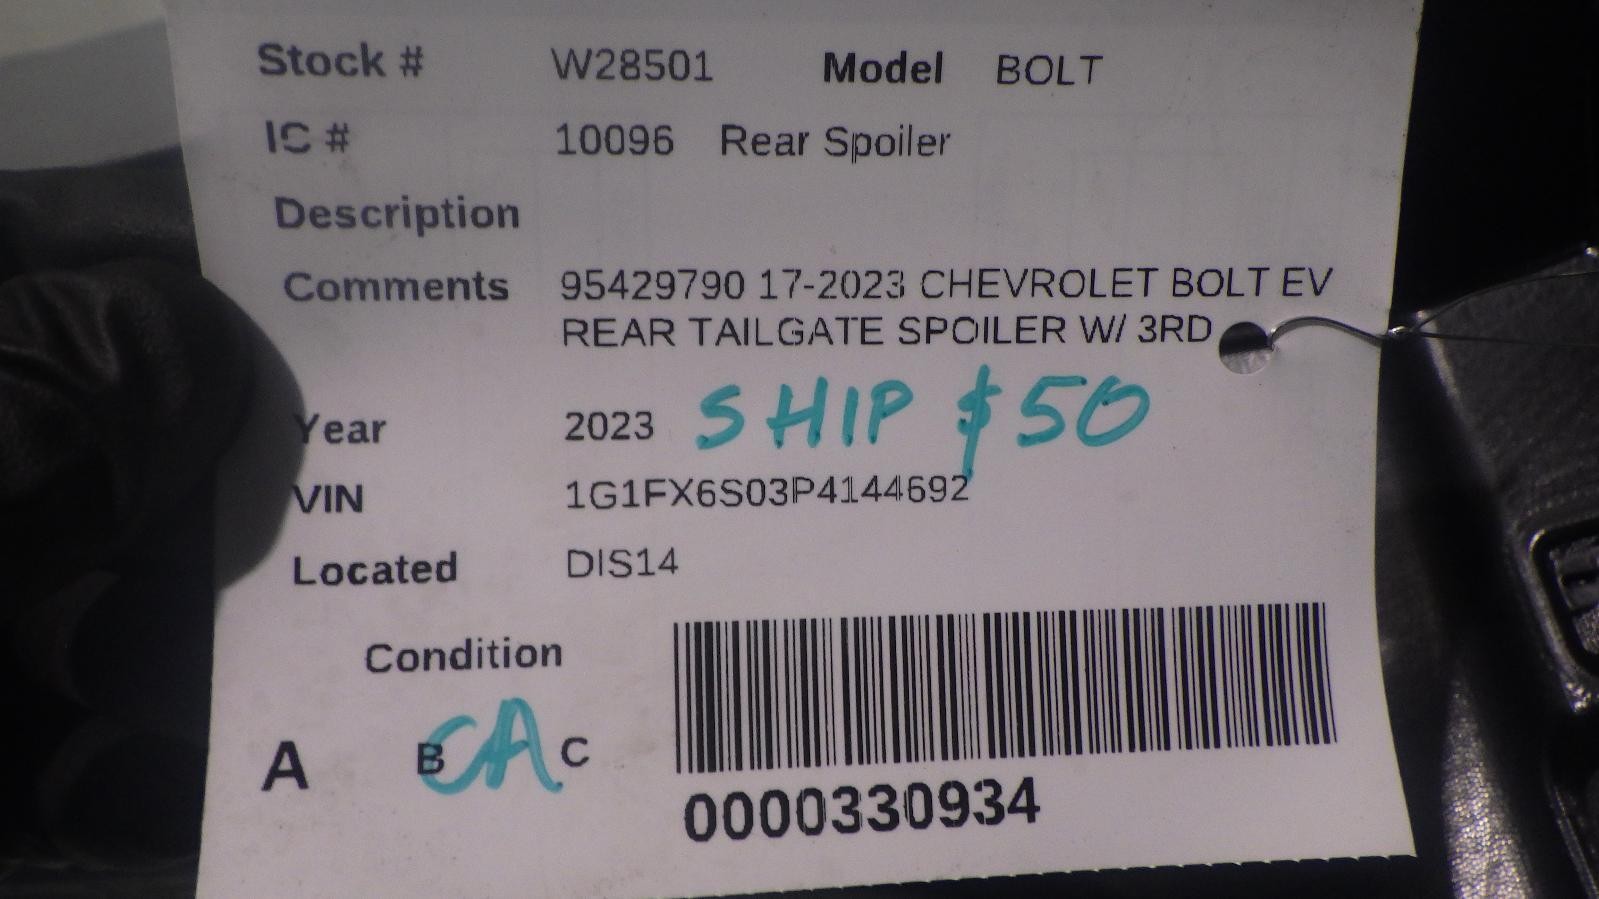 Stock # W28501 Model BOLT
IC # 10096 Rear Spoiler
Description
Comments 95429790 17-2023 CHEVROLET BOLT EV
REAR TAILGATE SPOILER W/ 3RD
Year 2023 SHIP $50
VIN 1G1FX6S03P4144692
Located DIS14
Condition
A B CA C
0000330934